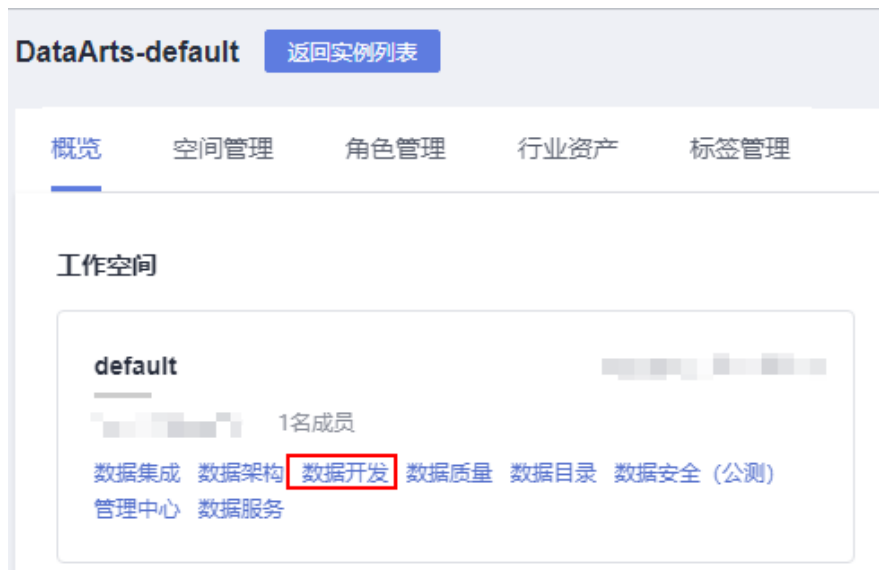 DataArts-default 返回实例列表
概览 空间管理 角色管理 行业资产 标签管理
工作空间
default
1名成员
数据集成 数据架构 数据开发 数据质量 数据目录 数据安全（公测）
管理中心 数据服务